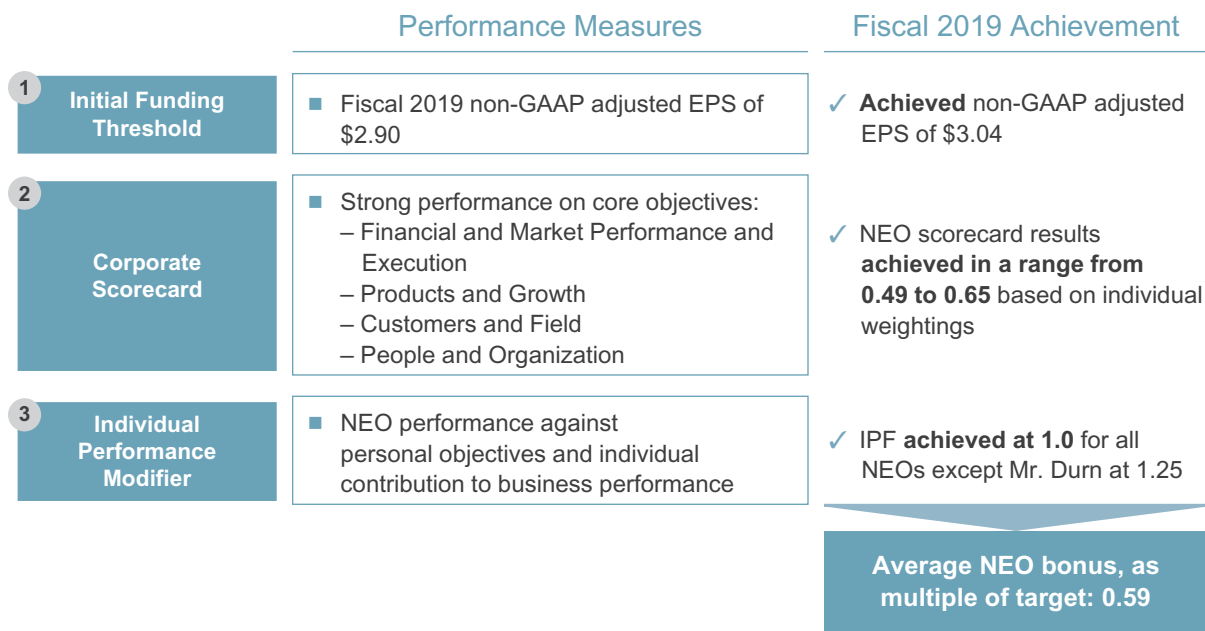 Performance Measures
Fiscal 2019 Achievement
1
Initial Funding
Threshold
■ Fiscal 2019 non-GAAP adjusted EPS of
$2.90
✓ Achieved non-GAAP adjusted
EPS of $3.04
2
Corporate
Scorecard
■ Strong performance on core objectives:
– Financial and Market Performance and
Execution
– Products and Growth
– Customers and Field
– People and Organization
✓ NEO scorecard results
achieved in a range from
0.49 to 0.65 based on individual
weightings
3
Individual
Performance
Modifier
■ NEO performance against
personal objectives and individual
contribution to business performance
✓ IPF achieved at 1.0 for all
NEOs except Mr. Durn at 1.25
Average NEO bonus, as
multiple of target: 0.59